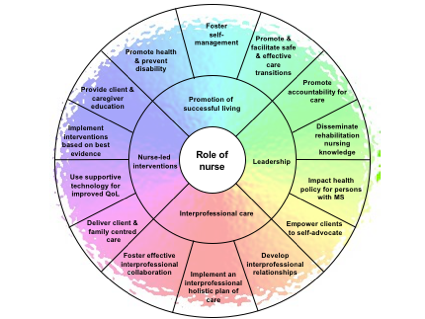 Foster
self-
management
Promote &
facilitate safe
& effective
care
transitions
Promote
accountability for
care
Disseminate
rehabilitation
nursing
knowledge
Impact health
policy for persons
with MS
Empower clients
to self-advocate
Develop
interprofessional
relationships
Implement an
interprofessional
holistic plan of
care
Foster effective
interprofessional
collaboration
Deliver client &
family centred
care
Use supportive
technology for
improved QoL
Implement
interventions
based on best
evidence
Provide client &
caregiver
education
Promote health
& prevent
disability
Promotion of
successful living
Leadership
Interprofessional care
Nurse-led
interventions
Role of
nurse